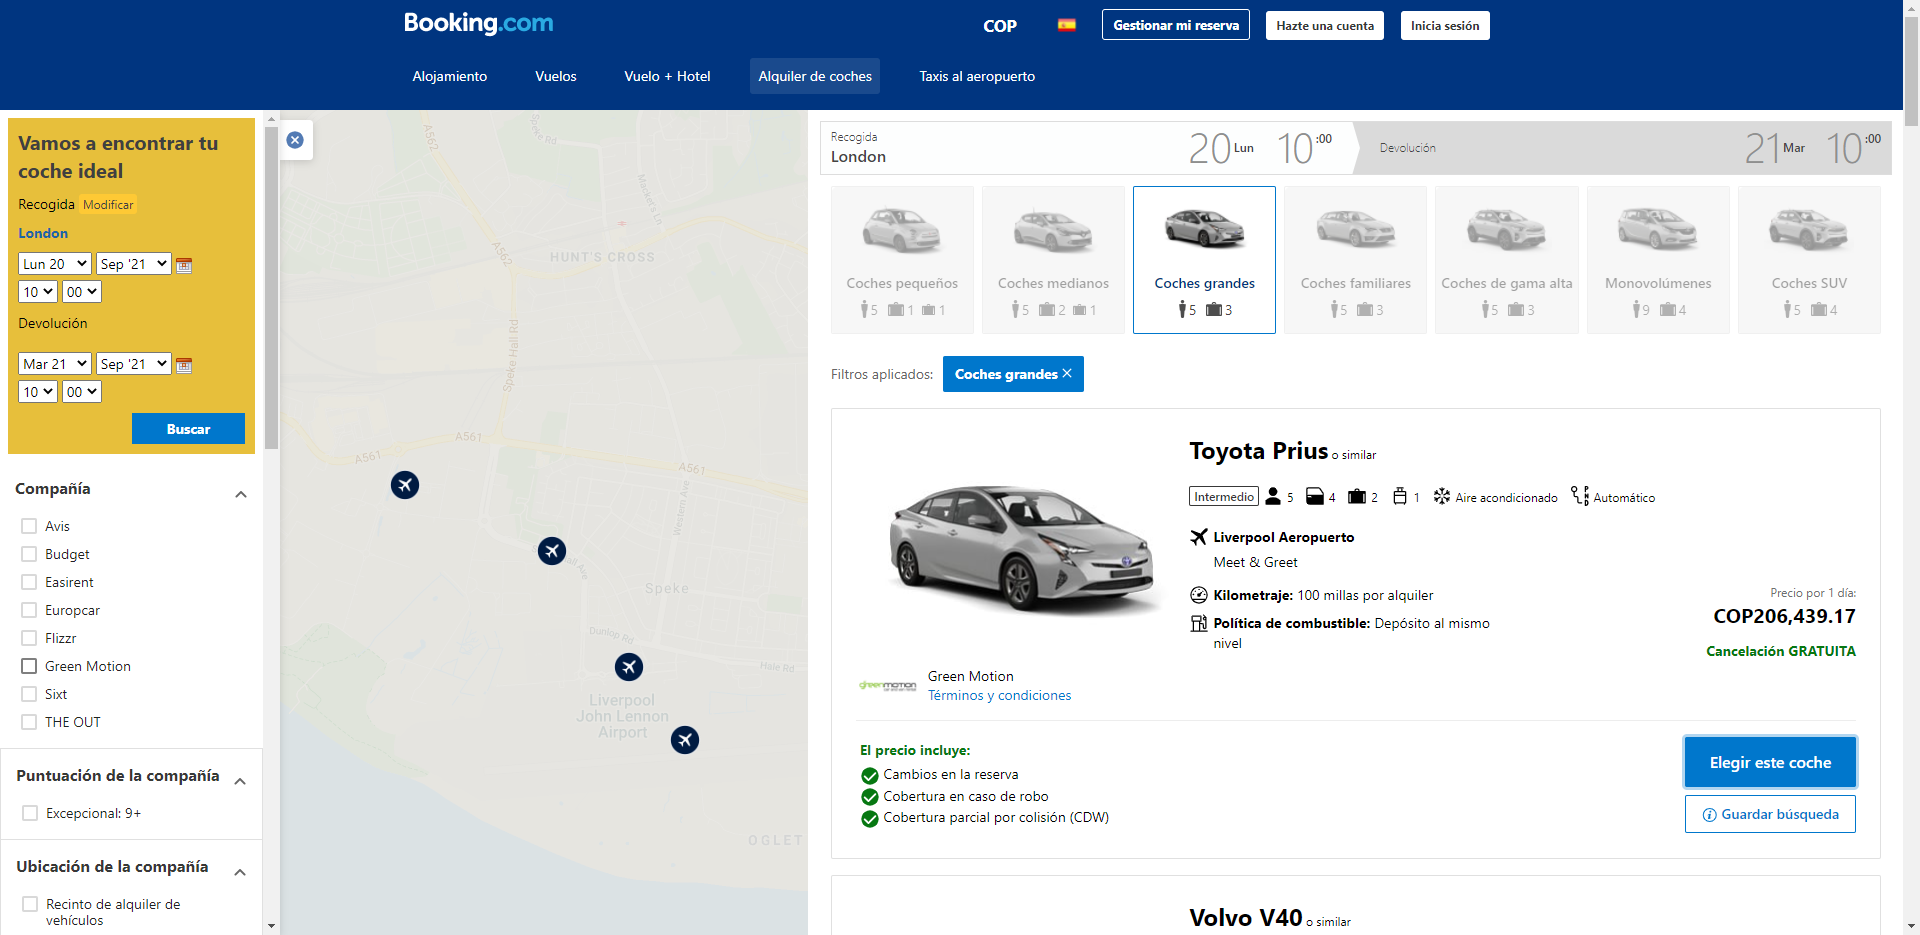 Booking.com
COP
Gestionar mi reserva
Hazte una cuenta
Inicia sesión
Alojamiento
Vuelos
Vuelo + Hotel
Alquiler de coches
Taxis al aeropuerto
Vamos a encontrar tu
coche ideal
Recogida Modificar
London
Lun 20 Sep '21
10 00
Devolución
Mar 21 Sep '21
10 00
Buscar
Compañía
Avis
Budget
Easirent
Europcar
Flizzr
Green Motion
Sixt
THE OUT
Puntuación de la compañía
Excepcional: 9+
Ubicación de la compañía
Recinto de alquiler de
vehículos
A562
Speke Rd
Mackets Ln
A562
HUNT'S CROSS
Speke Hall Rd
A561
A561
A561
Western Ave
Speke
Dunlop Rd
Hale Rd
Liverpool
John Lennon
Airport
OGLET
Recogida
London
20 Lun 10 :00
Devolución
21 Mar 10 :00
Coches pequeños
5 1 1
Coches medianos
5 2 1
Coches grandes
5 3
Coches familiares
5 3
Coches de gama alta
5 3
Monovolúmenes
9 4
Coches SUV
5 4
Filtros aplicados: Coches grandes
Toyota Prius o similar
Intermedio 5 4 2 1 Aire acondicionado Automático
Liverpool Aeropuerto
Meet & Greet
Kilometraje: 100 millas por alquiler
Política de combustible: Depósito al mismo
nivel
Precio por 1 día:
COP206,439.17
Cancelación GRATUITA
greenmotion
Green Motion
Términos y condiciones
El precio incluye:
Cambios en la reserva
Cobertura en caso de robo
Cobertura parcial por colisión (CDW)
Elegir este coche
Guardar búsqueda
Volvo V40 o similar